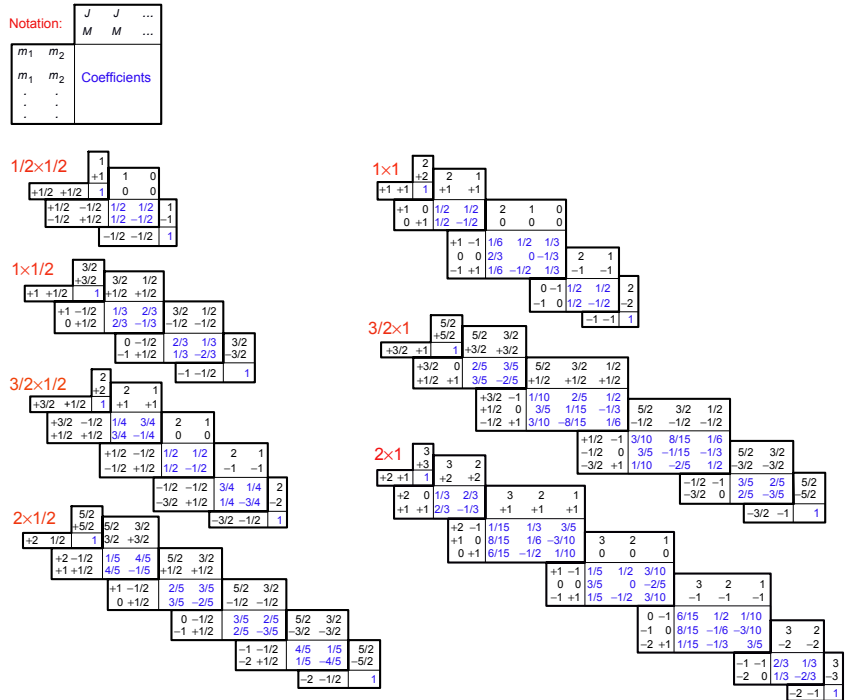 Notation:
J J ...
M M ...
m1 m2
m1 m2 Coefficients
. .
. .
. .
1/2×1/2
1
+1 1 0
+1/2 +1/2 1 0 0
+1/2 −1/2 1/2 1/2 1
−1/2 +1/2 1/2 −1/2 −1
−1/2 −1/2 1
1×1/2
3/2
+3/2 3/2 1/2
+1 +1/2 1 +1/2 +1/2
+1 −1/2 1/3 2/3 3/2 1/2
0 +1/2 2/3 −1/3 −1/2 −1/2
0 −1/2 2/3 1/3 3/2
−1 +1/2 1/3 −2/3 −3/2
−1 −1/2 1
3/2×1/2
2
+2 2 1
+3/2 +1/2 1 +1 +1
+3/2 −1/2 1/4 3/4 2 1
+1/2 +1/2 3/4 −1/4 0 0
+1/2 −1/2 1/2 1/2 2 1
−1/2 +1/2 1/2 −1/2 −1 −1
−1/2 −1/2 3/4 1/4 2
−3/2 +1/2 1/4 −3/4 −2
−3/2 −1/2 1
2×1/2
5/2
+5/2 5/2 3/2
+2 1/2 1 3/2 +3/2
+2 −1/2 1/5 4/5 5/2 3/2
+1 +1/2 4/5 −1/5 +1/2 +1/2
+1 −1/2 2/5 3/5 5/2 3/2
0 +1/2 3/5 −2/5 −1/2 −1/2
0 −1/2 3/5 2/5 5/2 3/2
−1 +1/2 2/5 −3/5 −3/2 −3/2
−1 −1/2 4/5 1/5 5/2
−2 +1/2 1/5 −4/5 −5/2
−2 −1/2 1
1×1
2
+2 2 1
+1 +1 1 +1 +1
+1 0 1/2 1/2 2 1 0
0 +1 1/2 −1/2 0 0 0
+1 −1 1/6 1/2 1/3
0 0 2/3 0 −1/3 2 1
−1 +1 1/6 −1/2 1/3 −1 −1
0 −1 1/2 1/2 2
−1 0 1/2 −1/2 −2
−1 −1 1
3/2×1
5/2
+5/2 5/2 3/2
+3/2 +1 1 +3/2 +3/2
+3/2 0 2/5 3/5 5/2 3/2 1/2
+1/2 +1 3/5 −2/5 +1/2 +1/2 +1/2
+3/2 −1 1/10 2/5 1/2
+1/2 0 3/5 1/15 −1/3 5/2 3/2 1/2
−1/2 +1 3/10 −8/15 1/6 −1/2 −1/2 −1/2
+1/2 −1 3/10 8/15 1/6
−1/2 0 3/5 −1/15 −1/3 5/2 3/2
−3/2 +1 1/10 −2/5 1/2 −3/2 −3/2
−1/2 −1 3/5 2/5 5/2
−3/2 0 2/5 −3/5 −5/2
−3/2 −1 1
2×1
3
+3 3 2
+2 +1 1 +2 +2
+2 0 1/3 2/3 3 2 1
+1 +1 2/3 −1/3 +1 +1 +1
+2 −1 1/15 1/3 3/5
+1 0 8/15 1/6 −3/10 3 2 1
0 +1 6/15 −1/2 1/10 0 0 0
+1 −1 1/5 1/2 3/10
0 0 3/5 0 −2/5 3 2 1
−1 +1 1/5 −1/2 3/10 −1 −1 −1
0 −1 6/15 1/2 1/10
−1 0 8/15 −1/6 −3/10 3 2
−2 +1 1/15 −1/3 3/5 −2 −2
−1 −1 2/3 1/3 3
−2 0 1/3 −2/3 −3
−2 −1 1